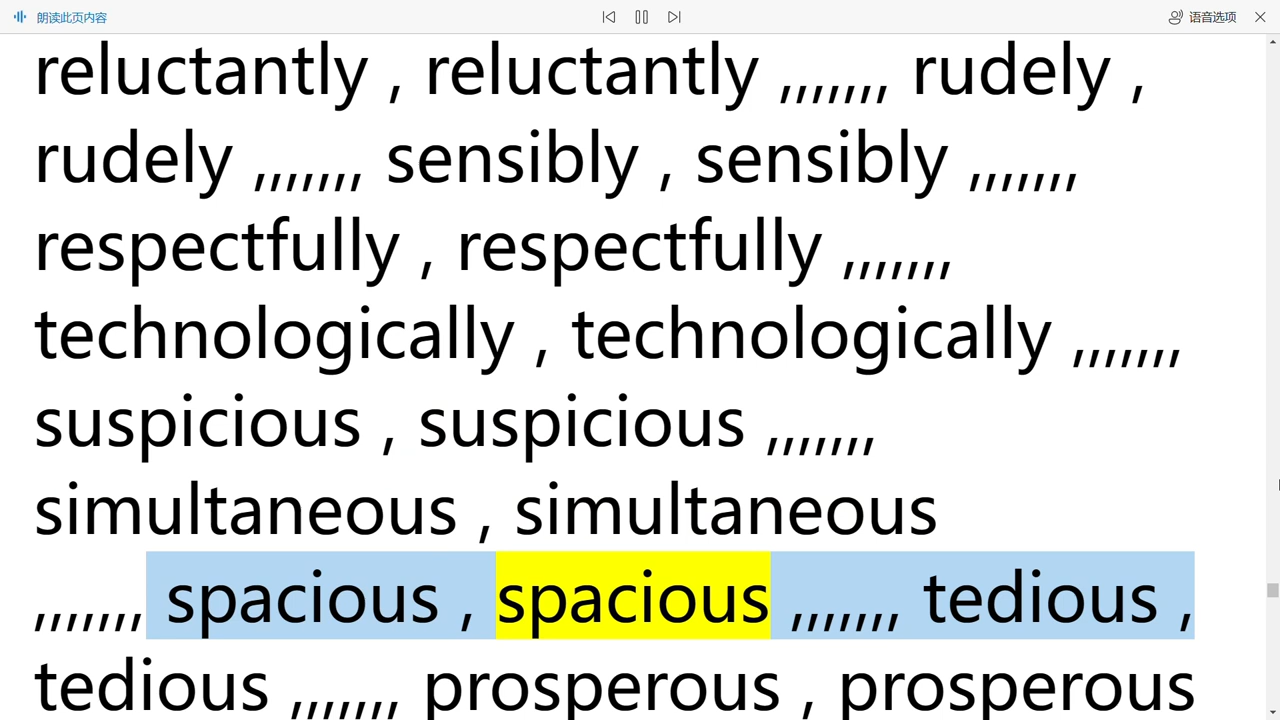 朗读此页内容
语音选项
reluctantly , reluctantly ,,,,,,, rudely ,
rudely ,,,,,,, sensibly , sensibly ,,,,,,,
respectfully , respectfully ,,,,,,,
technologically , technologically ,,,,,,,
suspicious , suspicious ,,,,,,,
simultaneous , simultaneous
,,,,,,, spacious , spacious ,,,,,,, tedious ,
tedious ,,,,,,, prosperous , prosperous